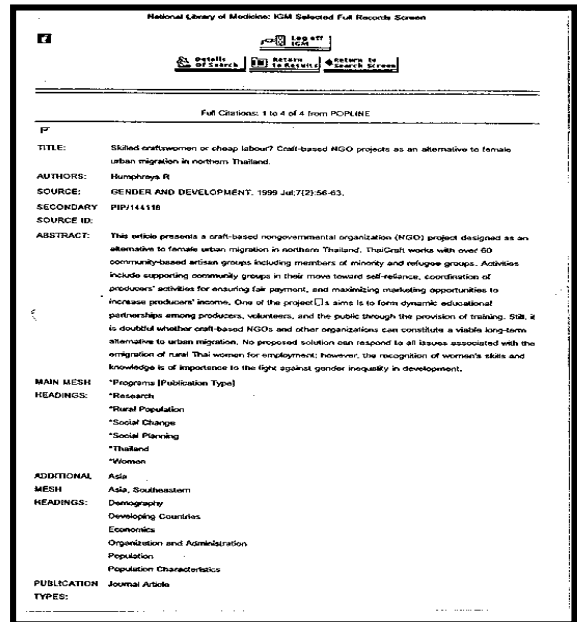 National Library of Medicine: IGM Selected Full Records Screen
Log off
IGM
Details
Of Search
Return
to Results
Return to
Search Screen
Full Citations: 1 to 4 of 4 from POPLINE
TITLE: Skilled craftswomen or cheap labour? Craft-based NGO projects as an alternative to female
urban migration in northern Thailand.
AUTHORS: Humphreys R
SOURCE: GENDER AND DEVELOPMENT. 1999 Jul;7(2):56-63.
SECONDARY PIP/144116
SOURCE ID:
ABSTRACT: This article presents a craft-based nongovernmental organization (NGO) project designed as an
alternative to female urban migration in northern Thailand. ThaiCraft works with over 60
community-based artisan groups including members of minority and refugee groups. Activities
include supporting community groups in their move toward self-reliance, coordination of
producers' activities for ensuring fair payment, and maximizing marketing opportunities to
increase producers' income. One of the project□s aims is to form dynamic educational
partnerships among producers, volunteers, and the public through the provision of training. Still, it
is doubtful whether craft-based NGOs and other organizations can constitute a viable long-term
alternative to urban migration. No proposed solution can respond to all issues associated with the
emigration of rural Thai women for employment; however, the recognition of women's skills and
knowledge is of importance to the fight against gender inequality in development.
MAIN MESH *Programs [Publication Type]
HEADINGS: *Research
*Rural Population
*Social Change
*Social Planning
*Thailand
*Women
ADDITIONAL Asia
MESH Asia, Southeastern
HEADINGS: Demography
Developing Countries
Economics
Organization and Administration
Population
Population Characteristics
PUBLICATION Journal Article
TYPES: